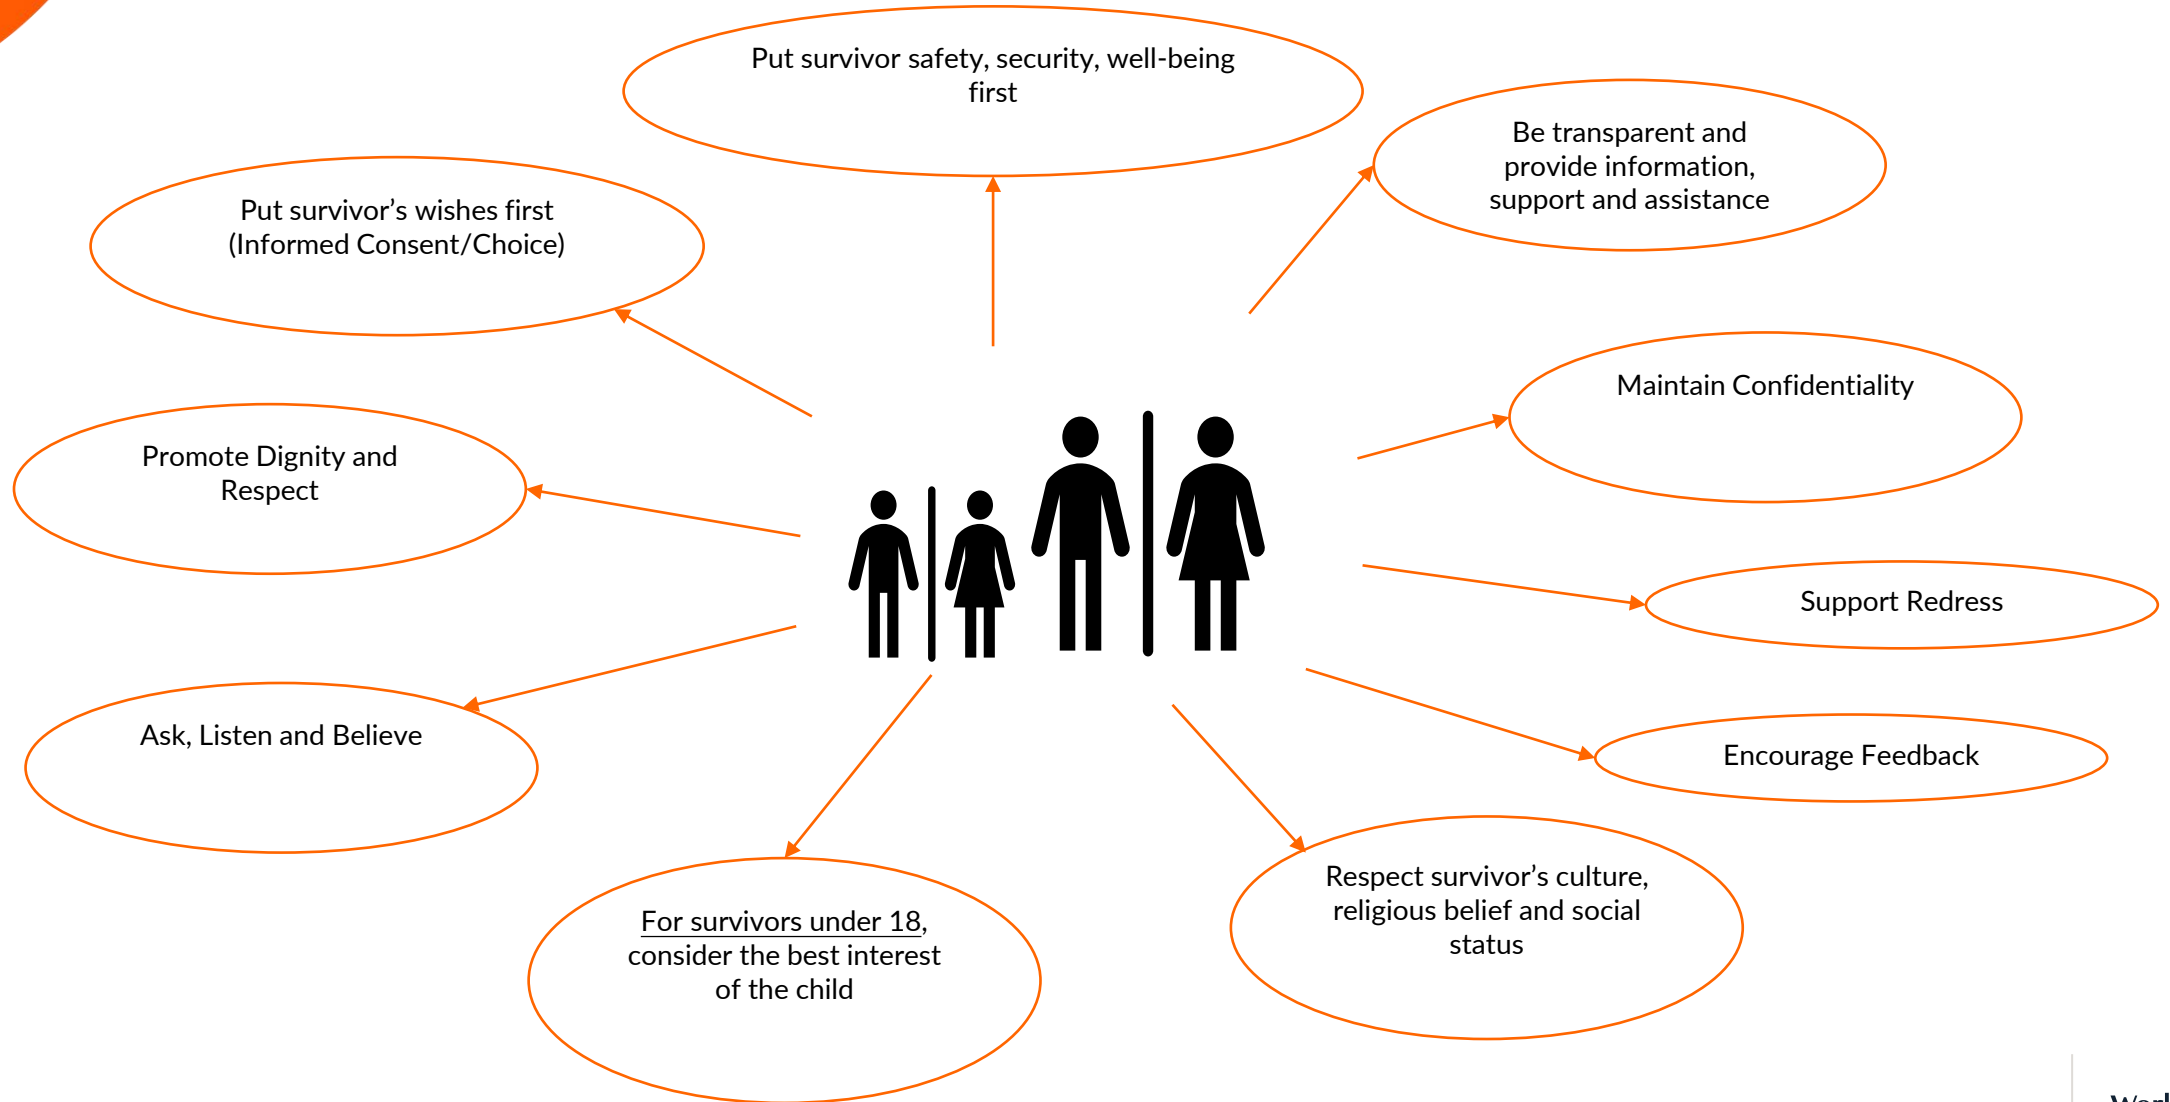 Put survivor safety, security, well-being
first
Be transparent and
provide information,
support and assistance
Put survivor’s wishes first
(Informed Consent/Choice)
Maintain Confidentiality
Promote Dignity and
Respect
Support Redress
Ask, Listen and Believe
Encourage Feedback
Respect survivor’s culture,
religious belief and social
status
For survivors under 18,
consider the best interest
of the child